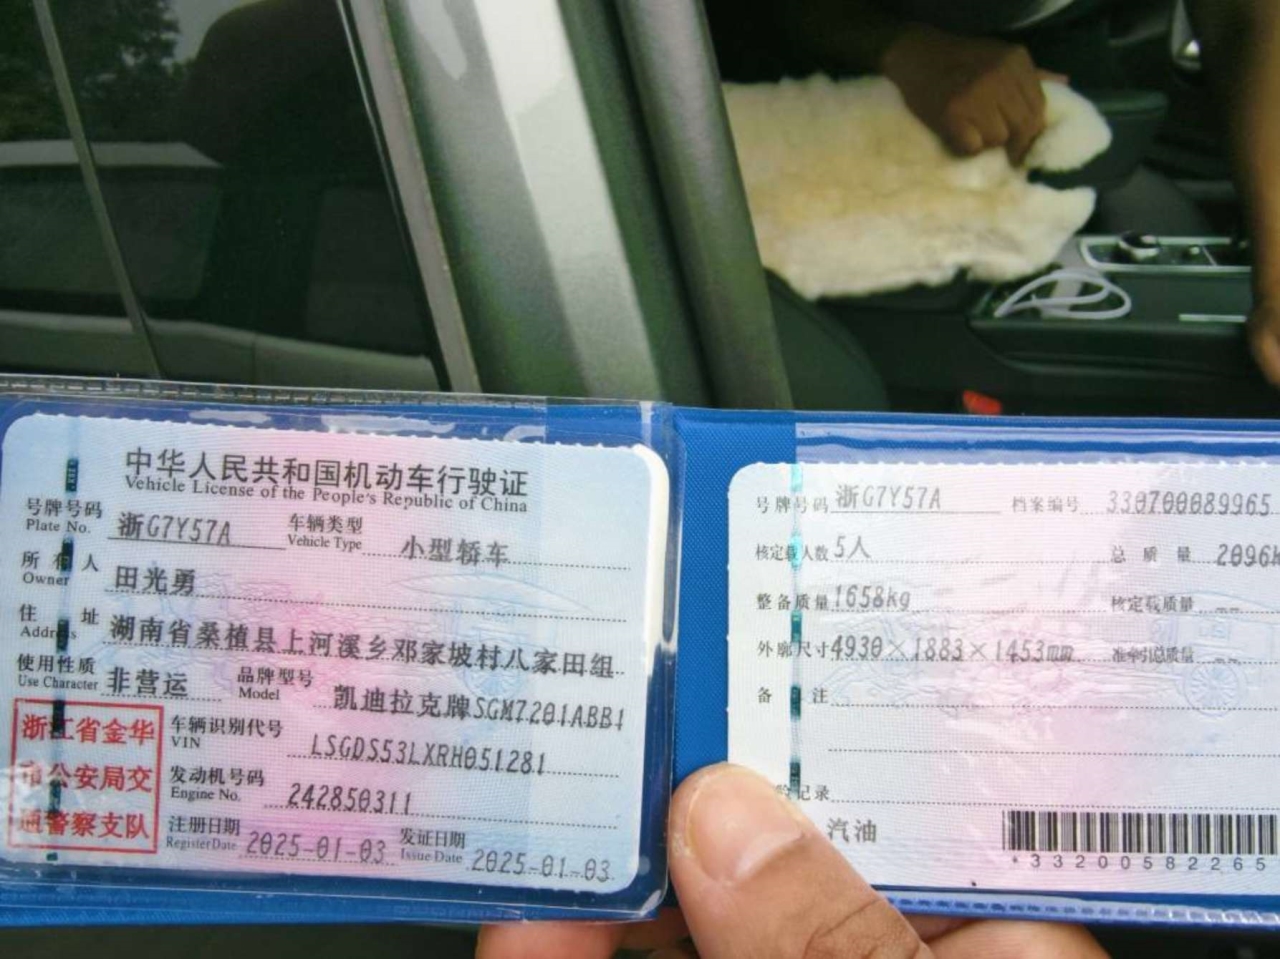 中华人民共和国机动车行驶证
Vehicle License of the People's Republic of China
号牌号码 浙G7Y57A 车辆类型 小型轿车
Plate No. Vehicle Type
所有人 田光勇
Owner
住址 湖南省桑植县上河溪乡邓家坡村八家田组
Address
使用性质 非营运 品牌型号 凯迪拉克牌SGM7201ABB1
Use Character Model
浙江省金华
市公安局交
通警察支队
车辆识别代号 LSGDS53LXRH051281
VIN
发动机号码 242850311
Engine No.
注册日期 2025-01-03 发证日期 2025-01-03
Register Date Issue Date
号牌号码 浙G7Y57A 档案编号 330700089965
核定载人数 5人 总质量 2096k
整备质量 1658kg 核定载质量 --
外廓尺寸 4930×1883×1453mm 准牵引总质量 --
备注
记录
汽油
*33200582265